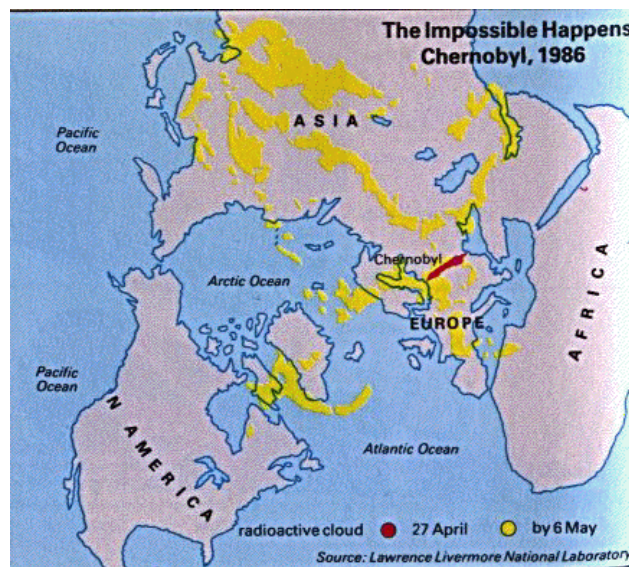 The Impossible Happens
Chernobyl, 1986
Pacific
Ocean
ASIA
Chernobyl
Arctic Ocean
EUROPE
AFRICA
Pacific
Ocean
N AMERICA
Atlantic Ocean
radioactive cloud 27 April by 6 May
Source: Lawrence Livermore National Laboratory